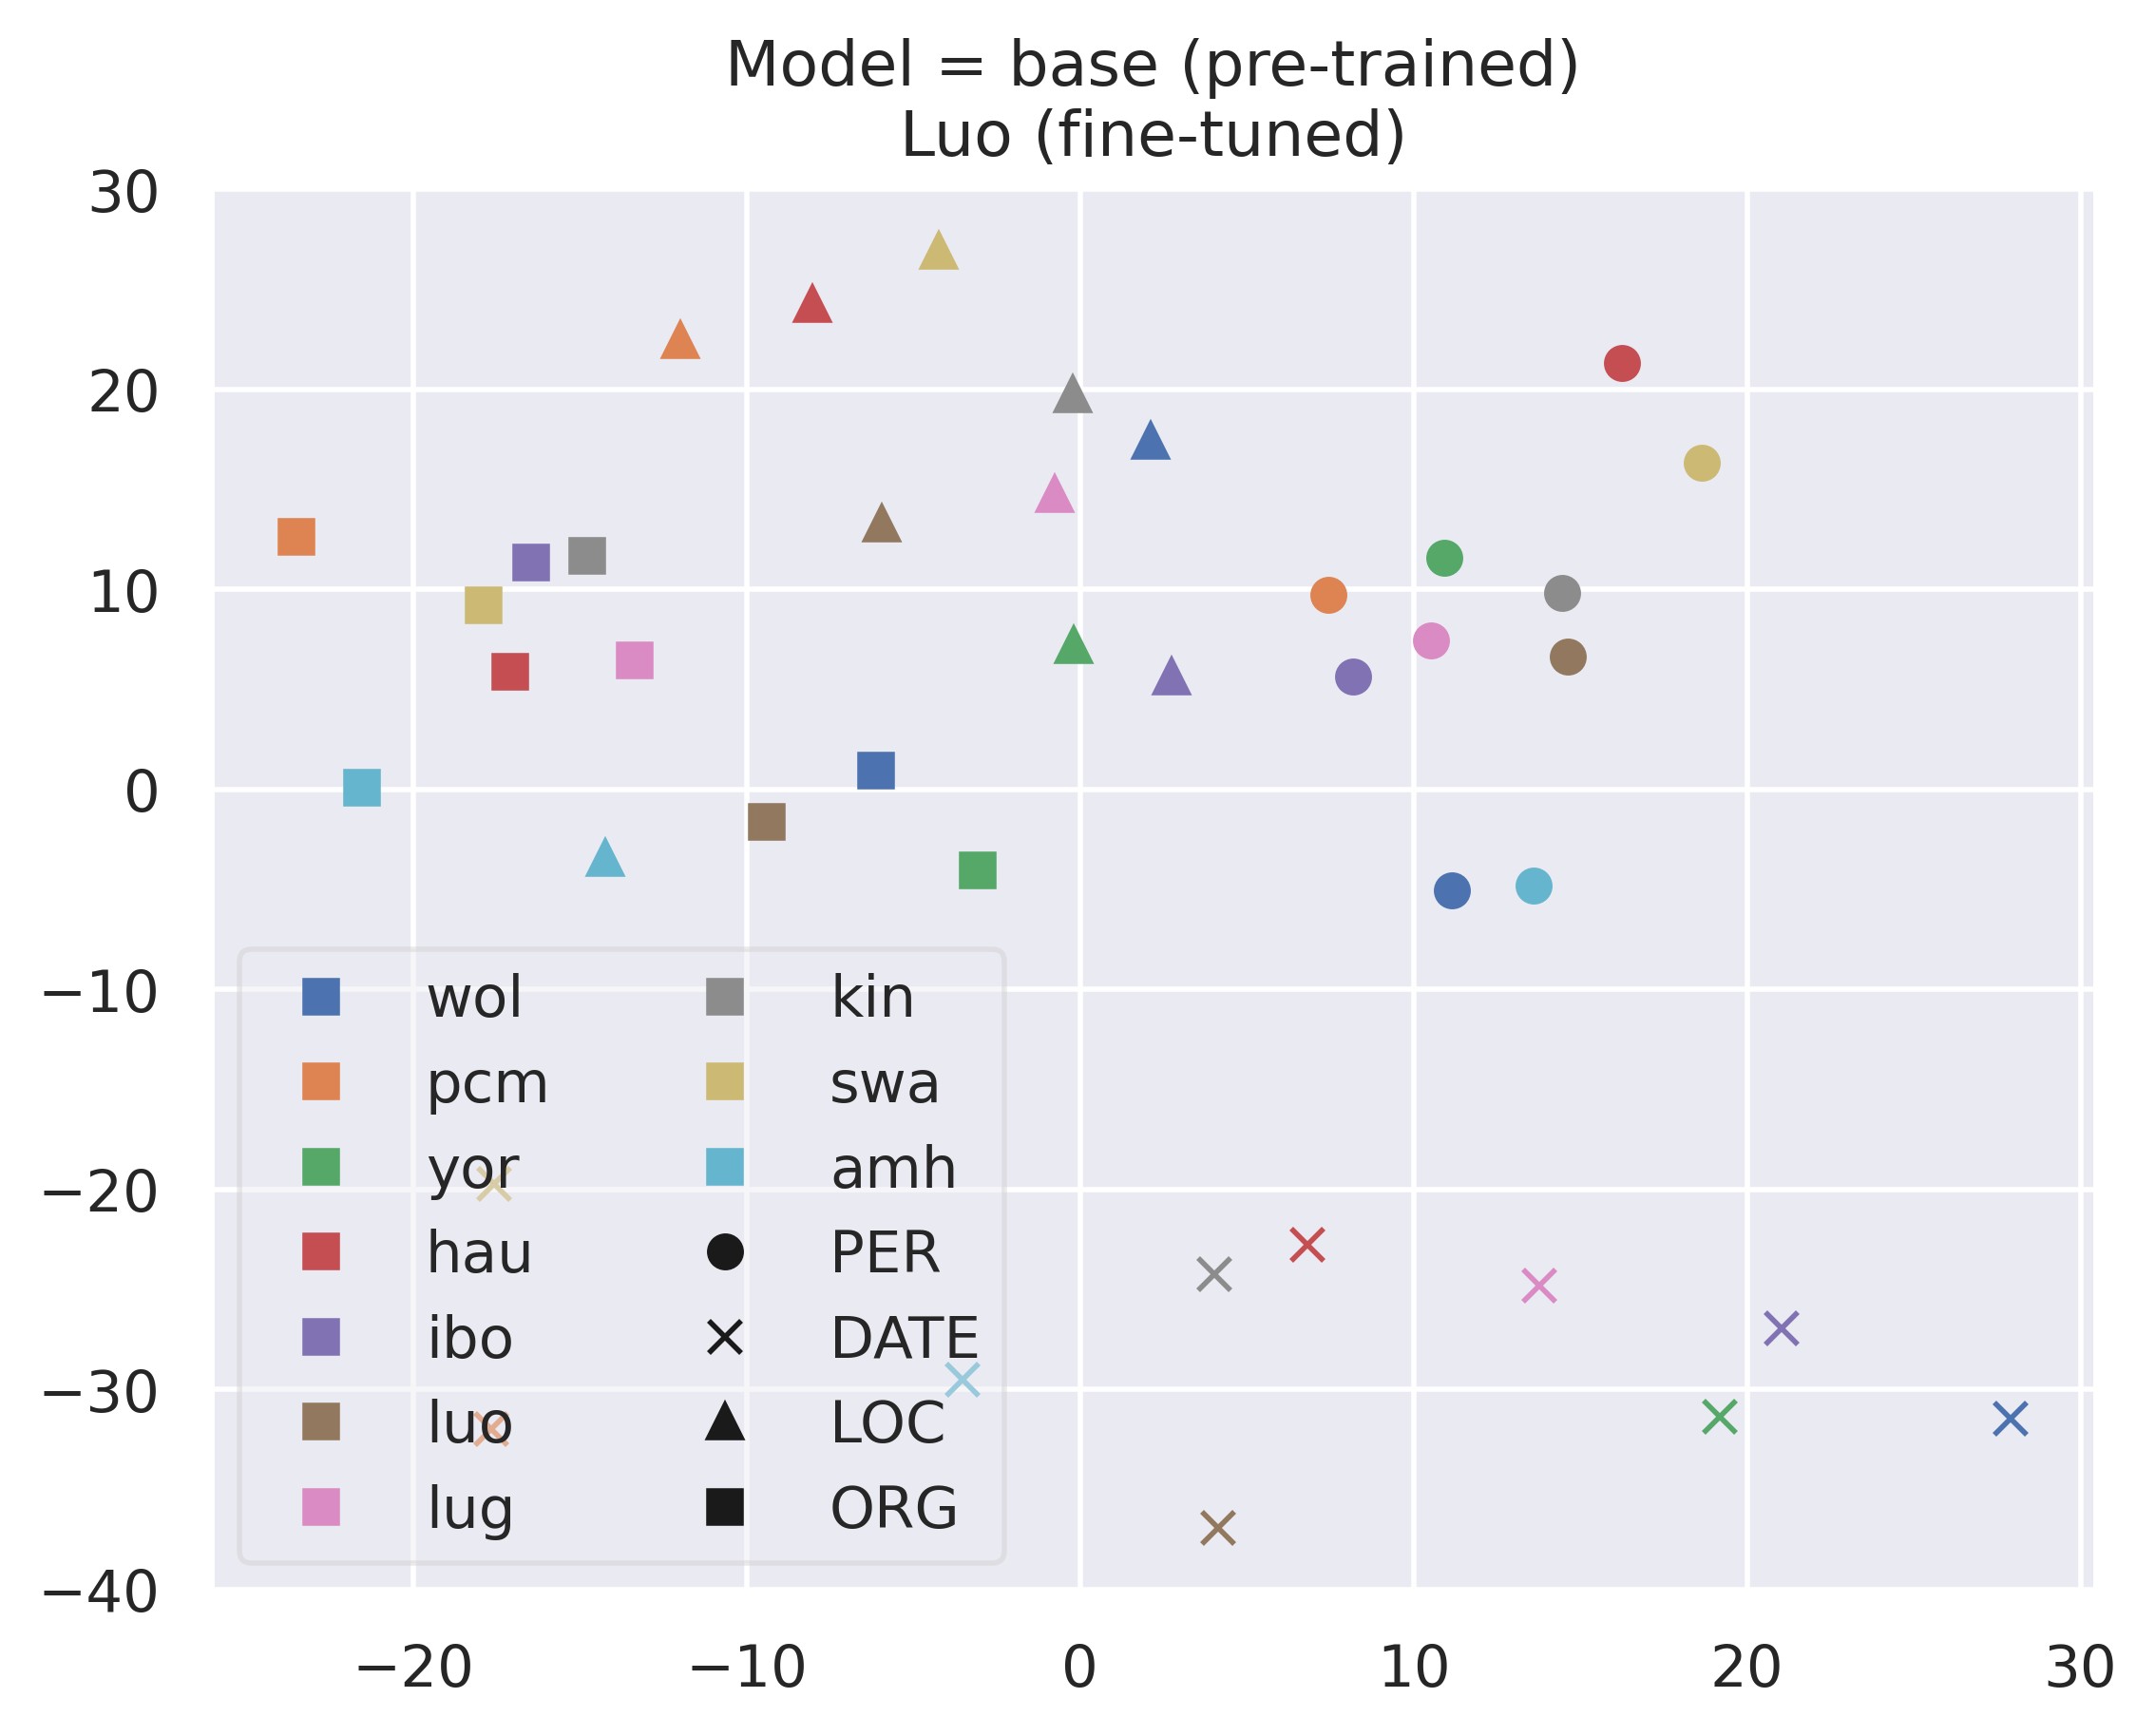 Model = base (pre-trained)
Luo (fine-tuned)
30
20
10
0
−10
−20
−30
−40
wol
pcm
yor
hau
ibo
luo
lug
kin
swa
amh
PER
DATE
LOC
ORG
−20 −10 0 10 20 30